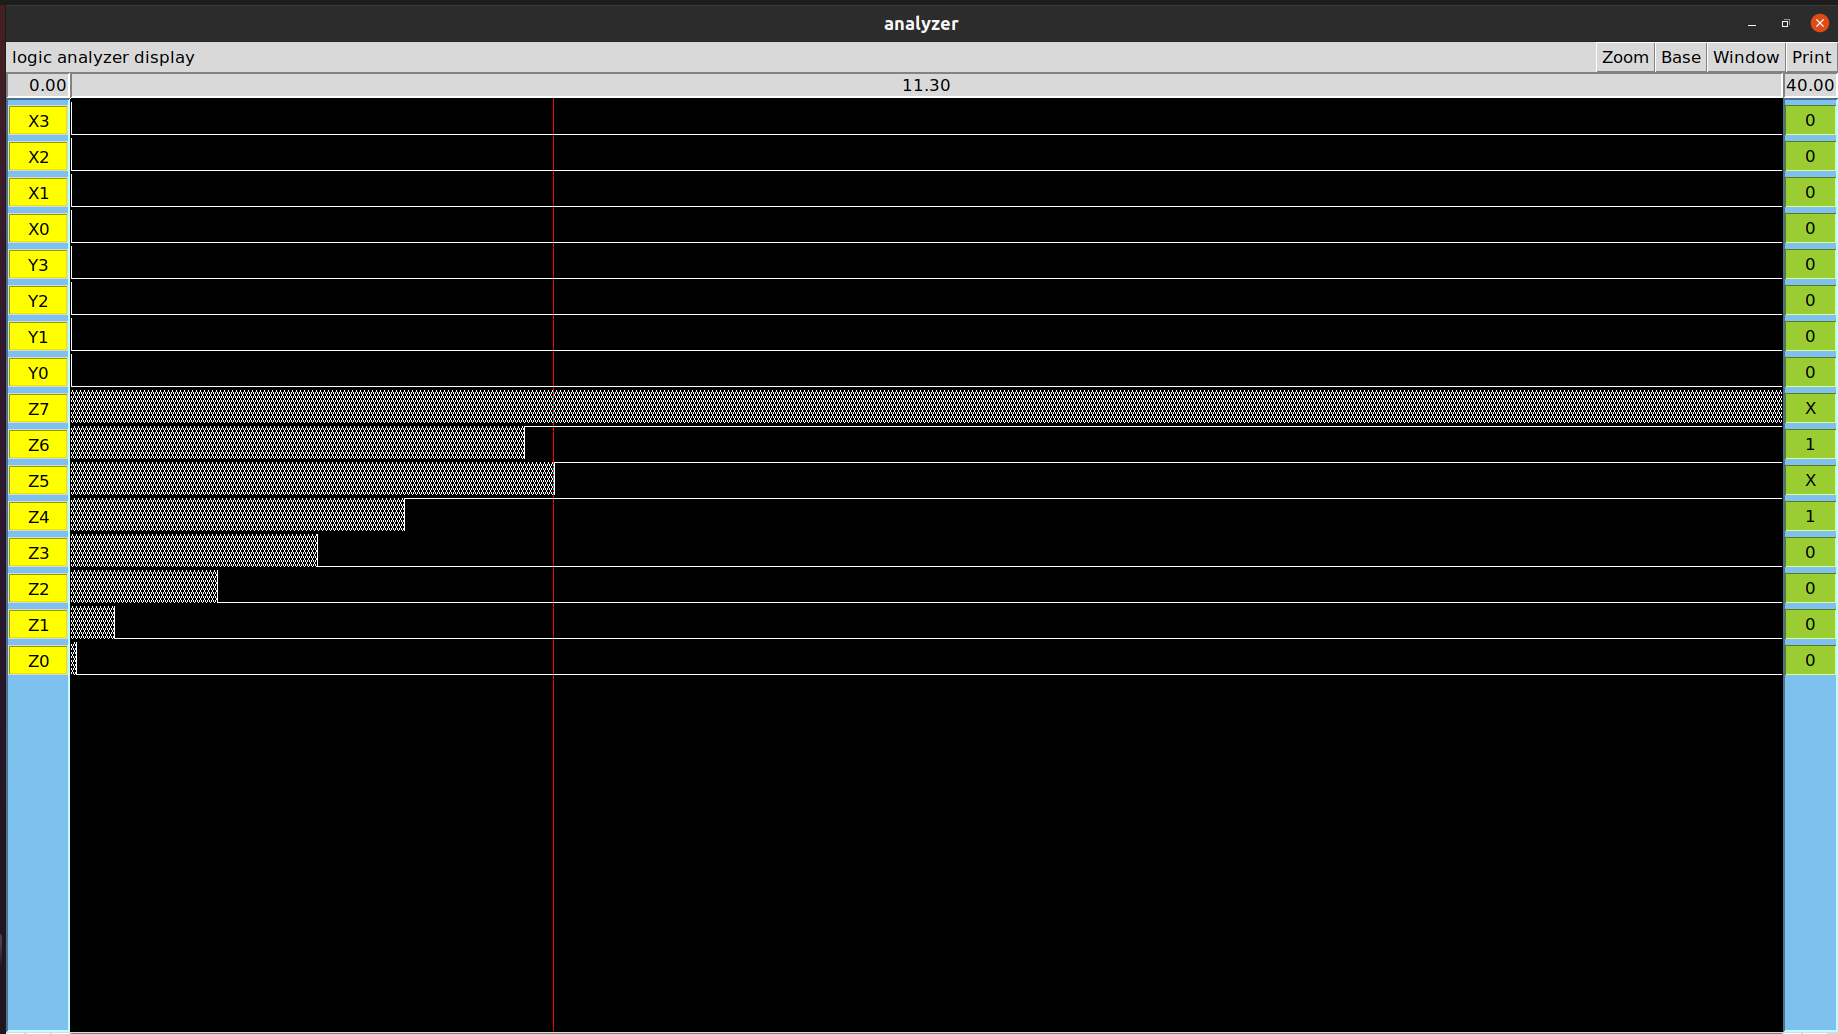 analyzer
logic analyzer display Zoom Base Window Print
0.00 11.30 40.00
X3 0
X2 0
X1 0
X0 0
Y3 0
Y2 0
Y1 0
Y0 0
Z7 X
Z6 1
Z5 X
Z4 1
Z3 0
Z2 0
Z1 0
Z0 0